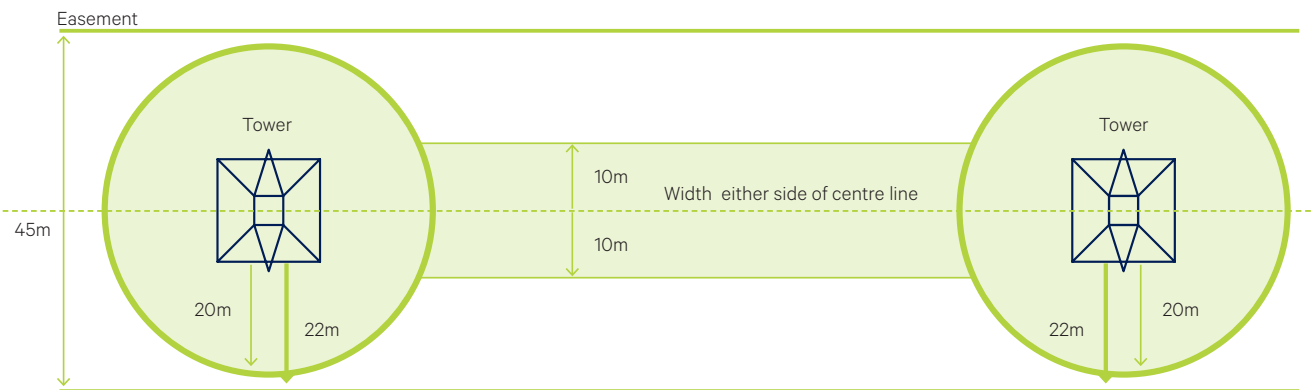 Easement
Tower
Tower
10m
Width either side of centre line
45m
10m
20m
22m
22m
20m